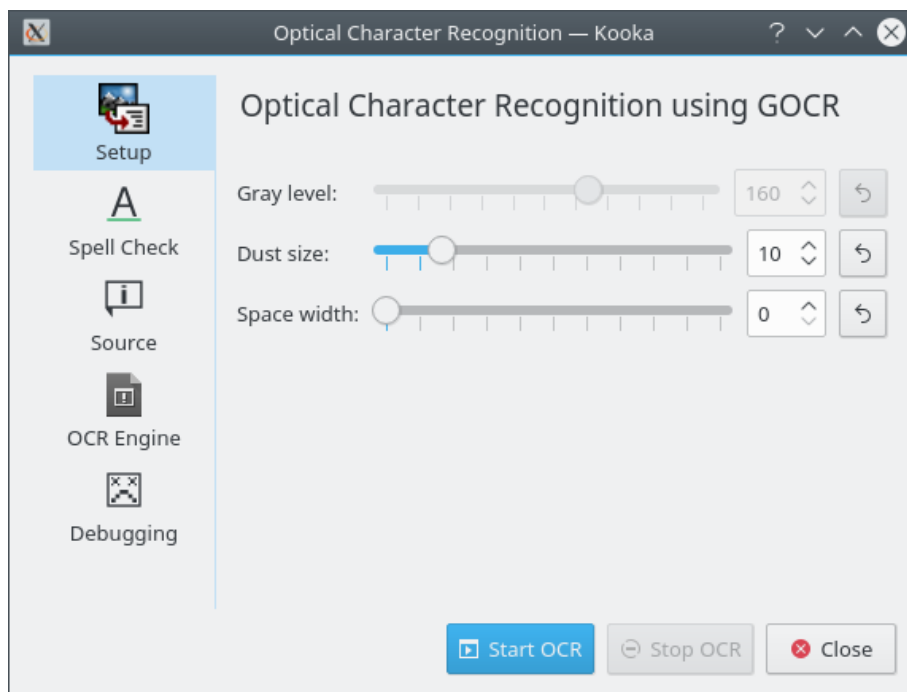 Optical Character Recognition — Kooka
Setup
Spell Check
Source
OCR Engine
Debugging
Optical Character Recognition using GOCR
Gray level: 160
Dust size: 10
Space width: 0
Start OCR Stop OCR Close